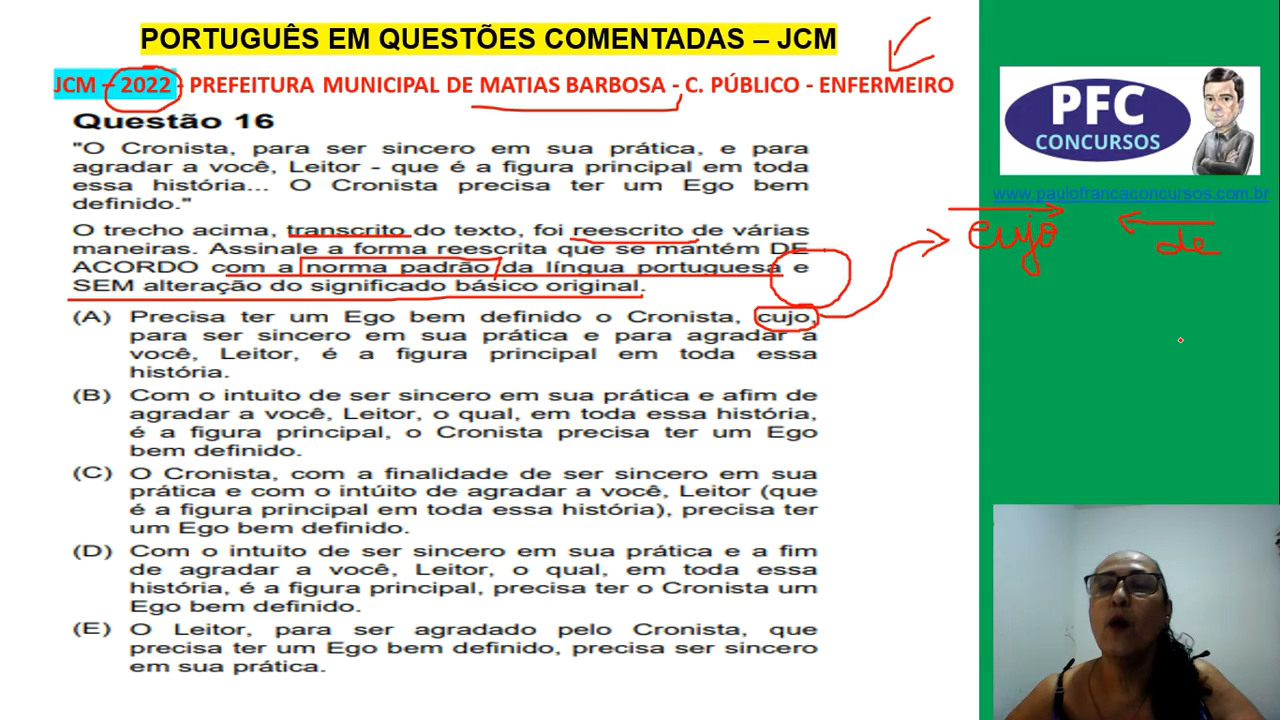 PORTUGUÊS EM QUESTÕES COMENTADAS – JCM
JCM – 2022 - PREFEITURA MUNICIPAL DE MATIAS BARBOSA - C. PÚBLICO - ENFERMEIRO
PFC
CONCURSOS
www.paulofrancaconcursos.com.br
Questão 16
"O Cronista, para ser sincero em sua prática, e para
agradar a você, Leitor - que é a figura principal em toda
essa história... O Cronista precisa ter um Ego bem
definido."
O trecho acima, transcrito do texto, foi reescrito de várias
maneiras. Assinale a forma reescrita que se mantém DE
ACORDO com a norma padrão da língua portuguesa e
SEM alteração do significado básico original.
cujo de
(A) Precisa ter um Ego bem definido o Cronista, cujo,
para ser sincero em sua prática e para agradar a
você, Leitor, é a figura principal em toda essa
história.
(B) Com o intuito de ser sincero em sua prática e afim de
agradar a você, Leitor, o qual, em toda essa história,
é a figura principal, o Cronista precisa ter um Ego
bem definido.
(C) O Cronista, com a finalidade de ser sincero em sua
prática e com o intúito de agradar a você, Leitor (que
é a figura principal em toda essa história), precisa ter
um Ego bem definido.
(D) Com o intuito de ser sincero em sua prática e a fim
de agradar a você, Leitor, o qual, em toda essa
história, é a figura principal, precisa ter o Cronista um
Ego bem definido.
(E) O Leitor, para ser agradado pelo Cronista, que
precisa ter um Ego bem definido, precisa ser sincero
em sua prática.